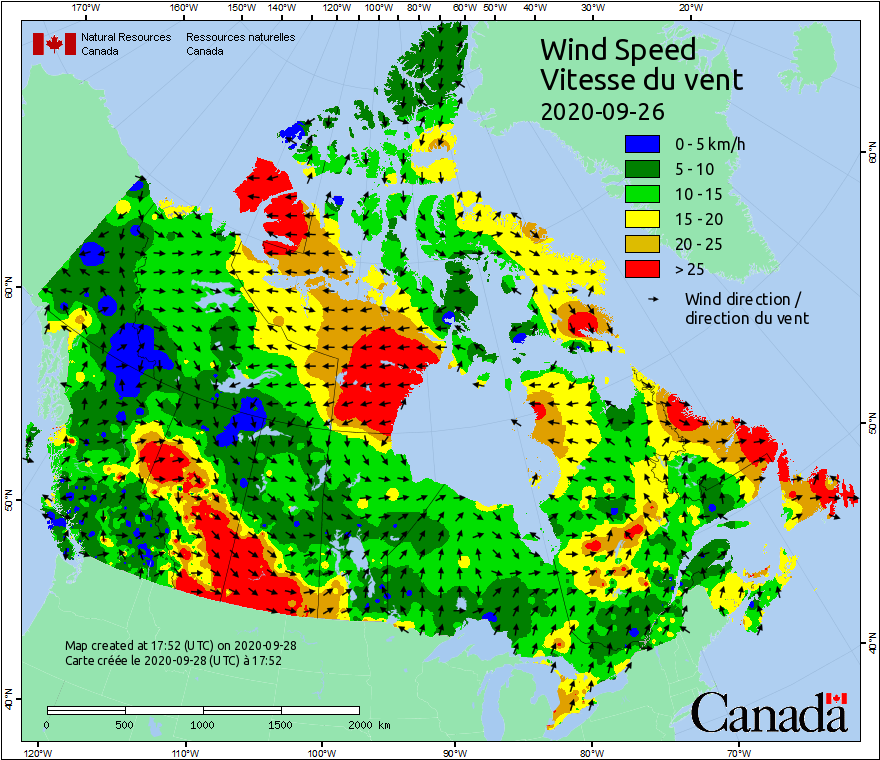 170°W 160°W 150°W 140°W 130°W 120°W 110°W 100°W 90°W 80°W 70°W 60°W 50°W 40°W 30°W 20°W
Natural Resources Canada
Ressources naturelles Canada
Wind Speed
Vitesse du vent
2020-09-26
0 - 5 km/h
5 - 10
10 - 15
15 - 20
20 - 25
> 25
Wind direction /
direction du vent
60°N
60°N
50°N
50°N
40°N
40°N
Map created at 17:52 (UTC) on 2020-09-28
Carte créée le 2020-09-28 (UTC) à 17:52
0 500 1000 1500 2000 km
Canada
120°W 110°W 100°W 90°W 80°W 70°W